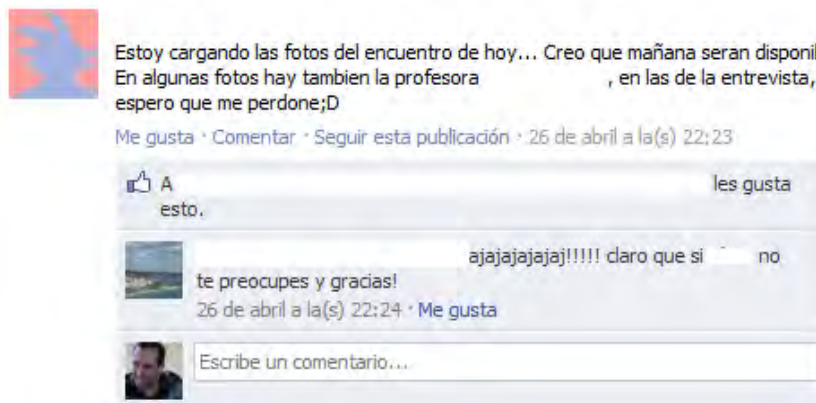 Estoy cargando las fotos del encuentro de hoy... Creo que mañana seran
En algunas fotos hay tambien la profesora , en las de la entrevista,
espero que me perdone;D
Me gusta · Comentar · Seguir esta publicación · 26 de abril a la(s) 22:23
A les gusta
esto.
ajajajajajaj!!!!! claro que si no
te preocupes y gracias!
26 de abril a la(s) 22:24 · Me gusta
Escribe un comentario...